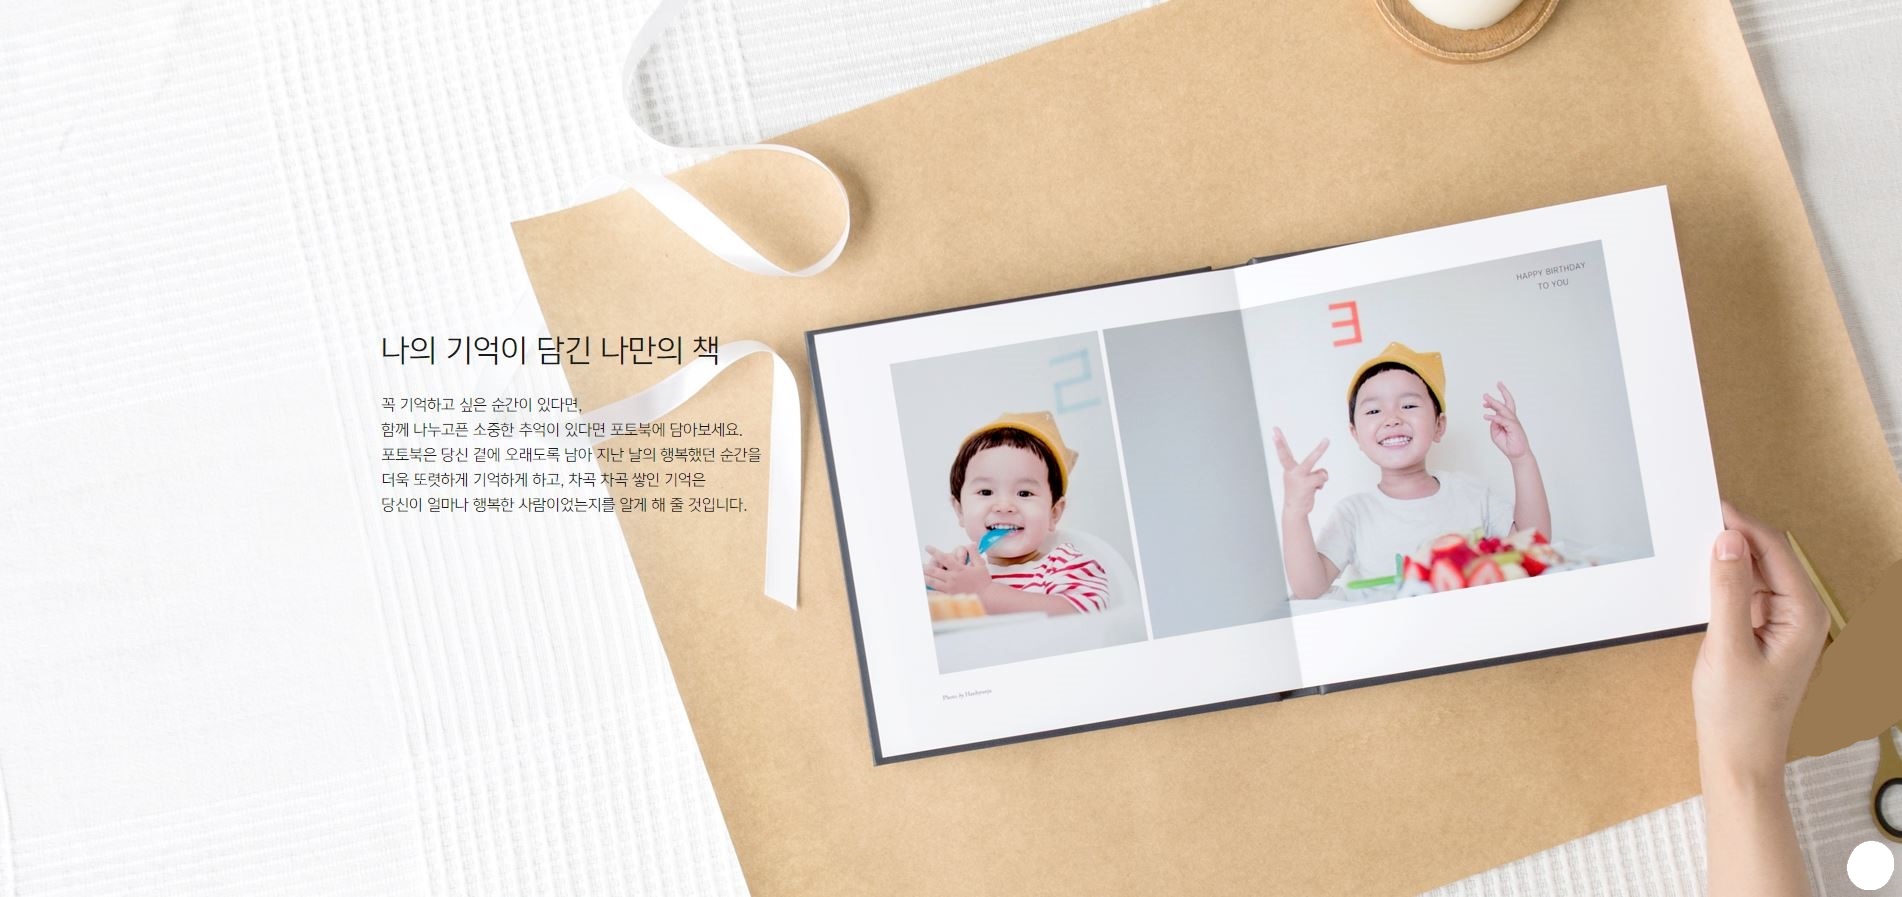 나의 기억이 담긴 나만의 책
꼭 기억하고 싶은 순간이 있다면,
함께 나누고픈 소중한 추억이 있다면 포토북에 담아보세요.
포토북은 당신 곁에 오래도록 남아 지난 날의 행복했던 순간을
더욱 또렷하게 기억하게 하고, 차곡 차곡 쌓인 기억은
당신이 얼마나 행복한 사람이었는지를 알게 해 줄 것입니다.
HAPPY BIRTHDAY
TO YOU
Photo by